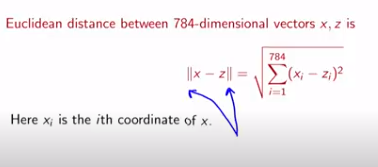 Euclidean distance between 784-dimensional vectors x, z is
‖x − z‖ = √∑_{i=1}^{784}(x_i − z_i)²
Here x_i is the ith coordinate of x.